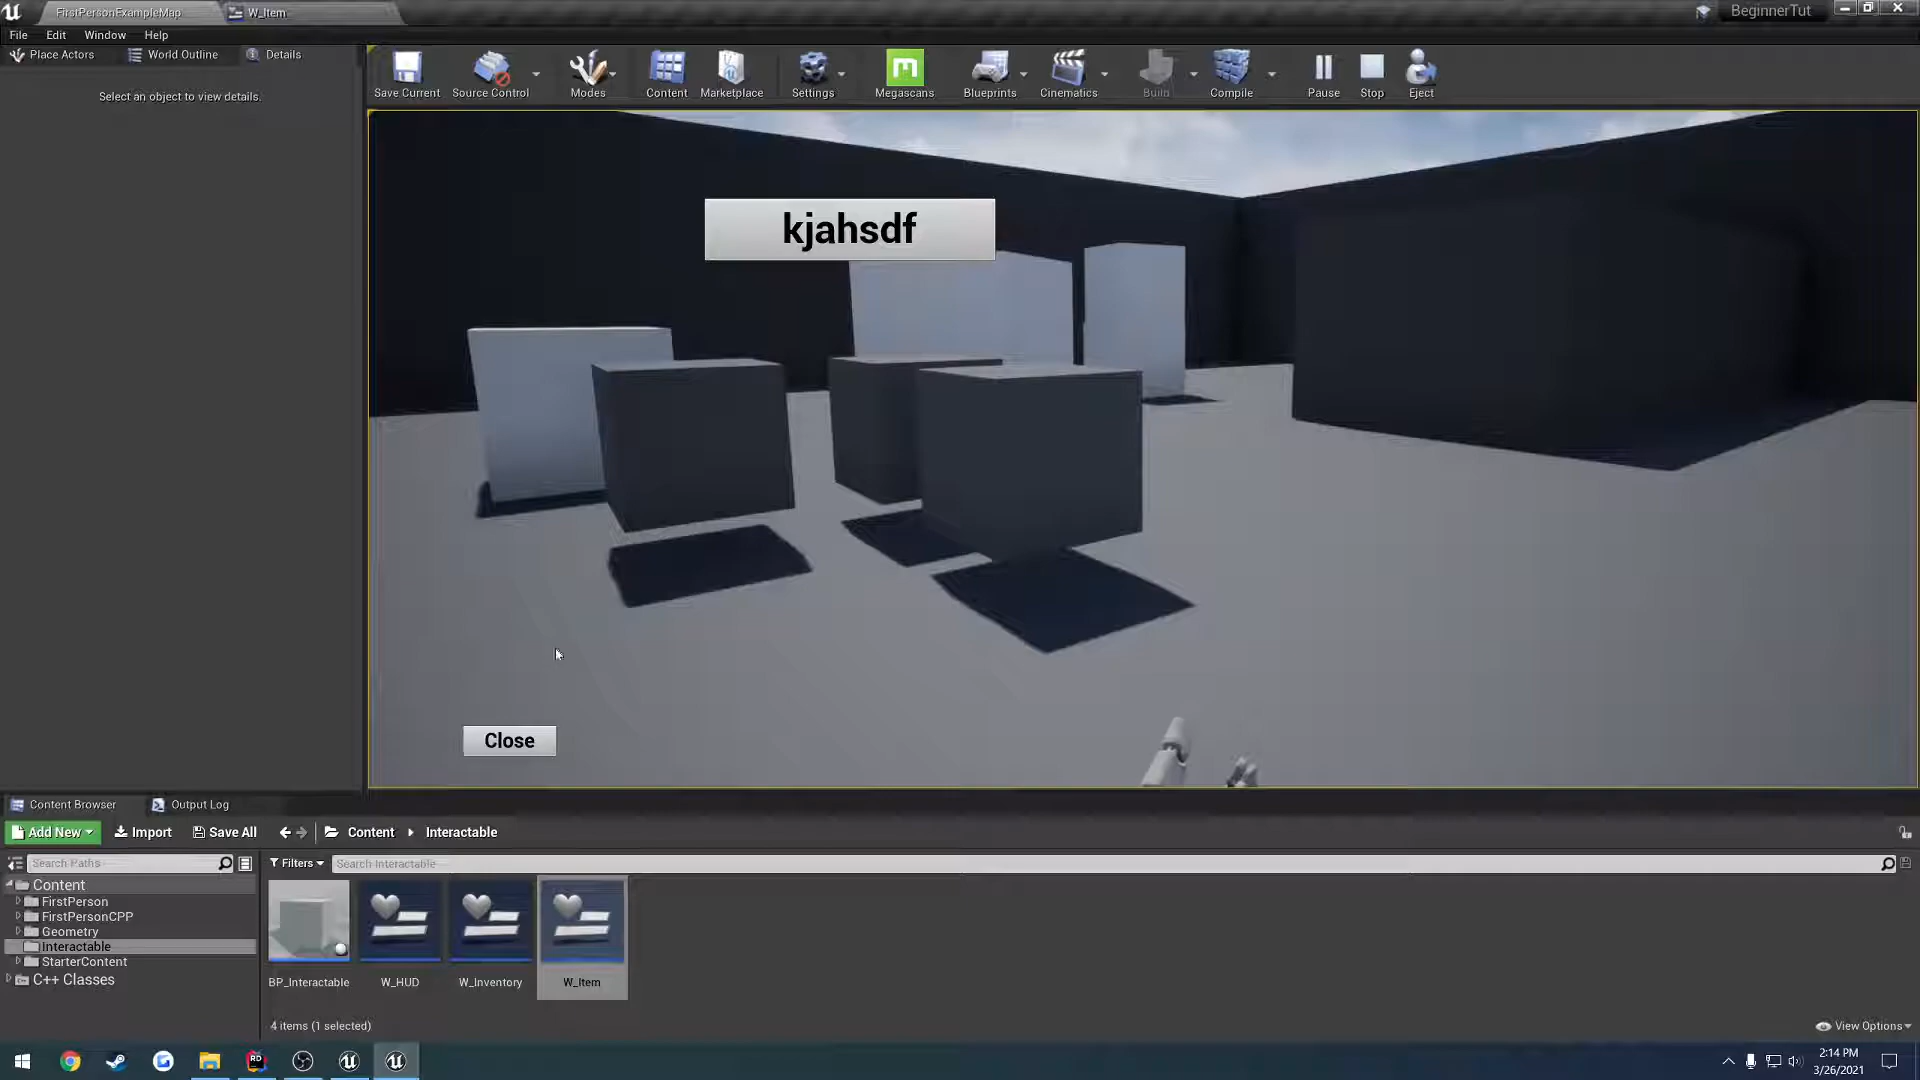 FirstPersonExampleMap
W_Item
BeginnerTut
File Edit Window Help
Place Actors World Outline Details
Select an object to view details.
Save Current Source Control Modes Content Marketplace Settings Megascans Blueprints Cinematics Build Compile Pause Stop Eject
kjahsdf
Close
Content Browser Output Log
Add New Import Save All Content Interactable
Search Paths
Filters Search Interactable
Content
FirstPerson
FirstPersonCPP
Geometry
Interactable
StarterContent
C++ Classes
BP_Interactable W_HUD W_Inventory W_Item
4 items (1 selected)
View Options
RD
2:14 PM
3/26/2021